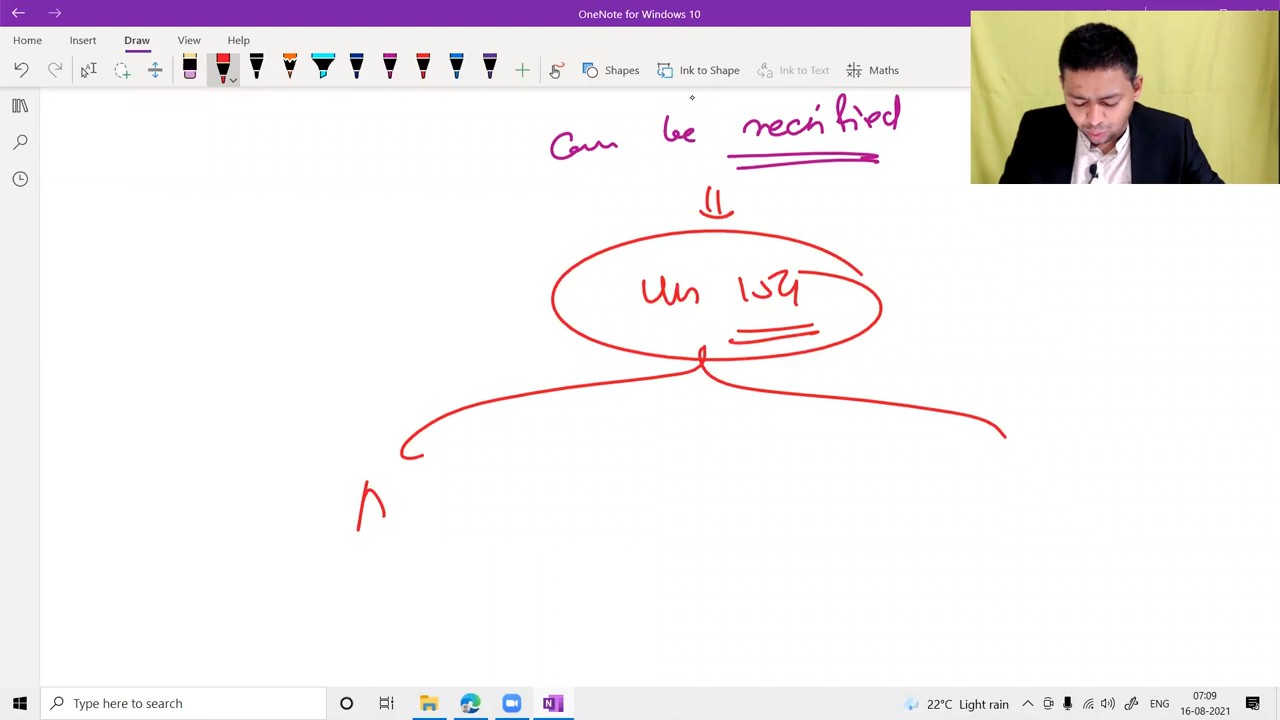 OneNote for Windows 10
Home Insert Draw View Help
Shapes Ink to Shape Ink to Text Maths
can be rectified
u/s 154
Type here to search
22°C Light rain ENG 07:09
16-08-2021